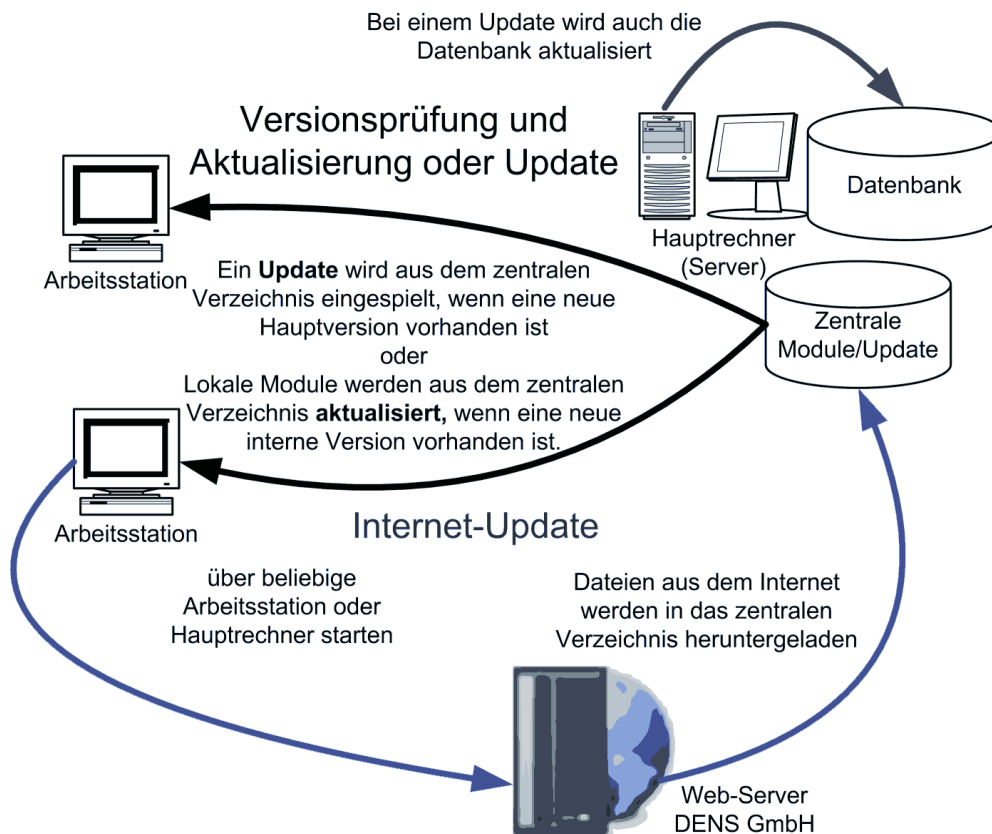 Bei einem Update wird auch die
Datenbank aktualisiert
Versionsprüfung und
Aktualisierung oder Update
Datenbank
Hauptrechner
(Server)
Arbeitsstation
Ein Update wird aus dem zentralen
Verzeichnis eingespielt, wenn eine neue
Hauptversion vorhanden ist
oder
Lokale Module werden aus dem zentralen
Verzeichnis aktualisiert, wenn eine neue
interne Version vorhanden ist.
Zentrale
Module/Update
Arbeitsstation
Internet-Update
über beliebige
Arbeitsstation oder
Hauptrechner starten
Dateien aus dem Internet
werden in das zentralen
Verzeichnis heruntergeladen
Web-Server
DENS GmbH